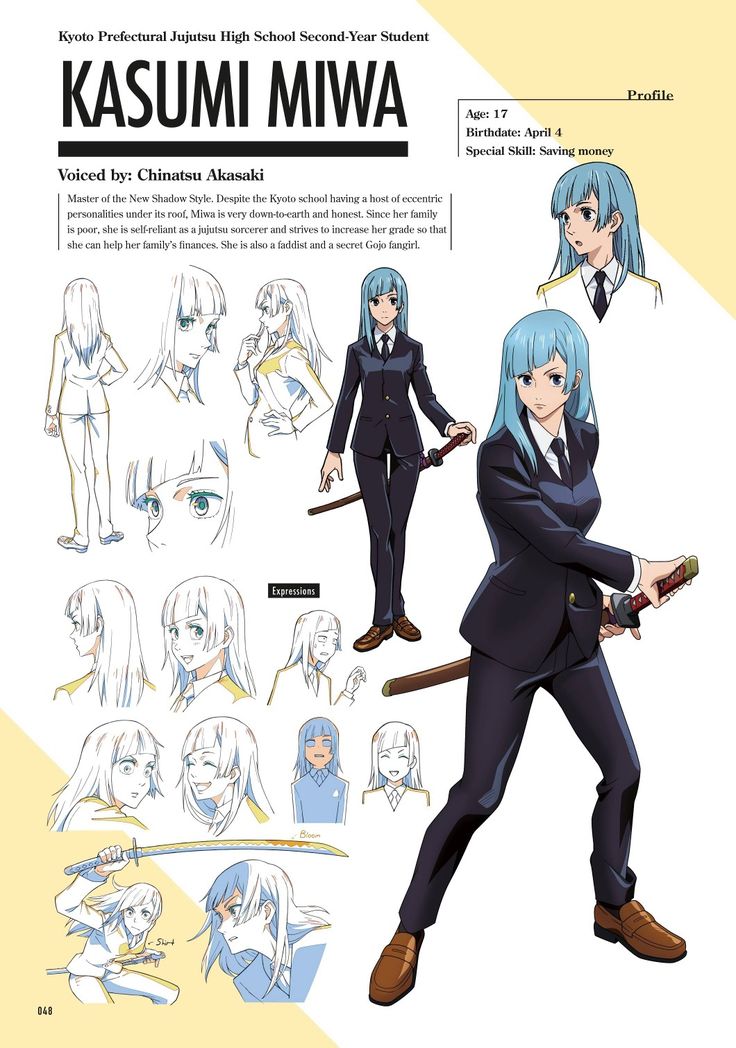 Kyoto Prefectural Jujutsu High School Second-Year Student
KASUMI MIWA
Profile
Age: 17
Birthdate: April 4
Special Skill: Saving money
Voiced by: Chinatsu Akasaki
Master of the New Shadow Style. Despite the Kyoto school having a host of eccentric
personalities under its roof, Miwa is very down-to-earth and honest. Since her family
is poor, she is self-reliant as a jujutsu sorcerer and strives to increase her grade so that
she can help her family's finances. She is also a faddist and a secret Gojo fangirl.
Expressions
Bloom
Shirt
048